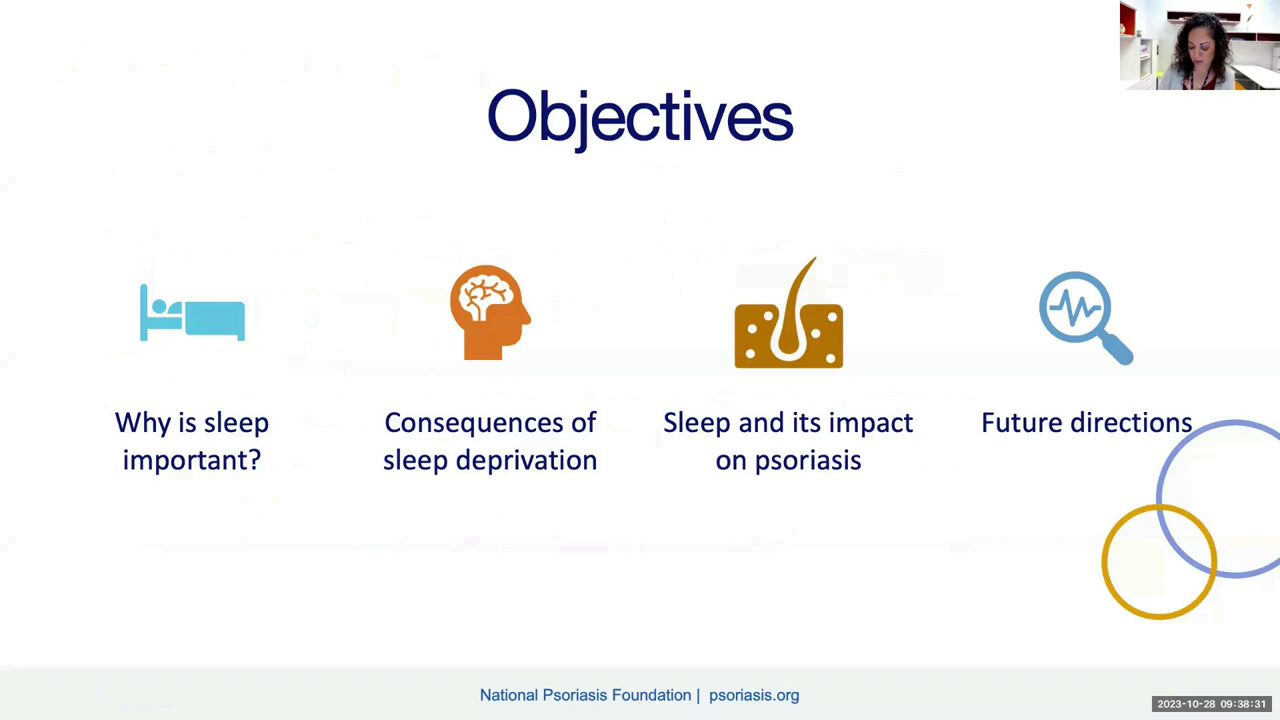 Objectives
Why is sleep
important?
Consequences of
sleep deprivation
Sleep and its impact
on psoriasis
Future directions
National Psoriasis Foundation | psoriasis.org
2023-10-28 09:38:31